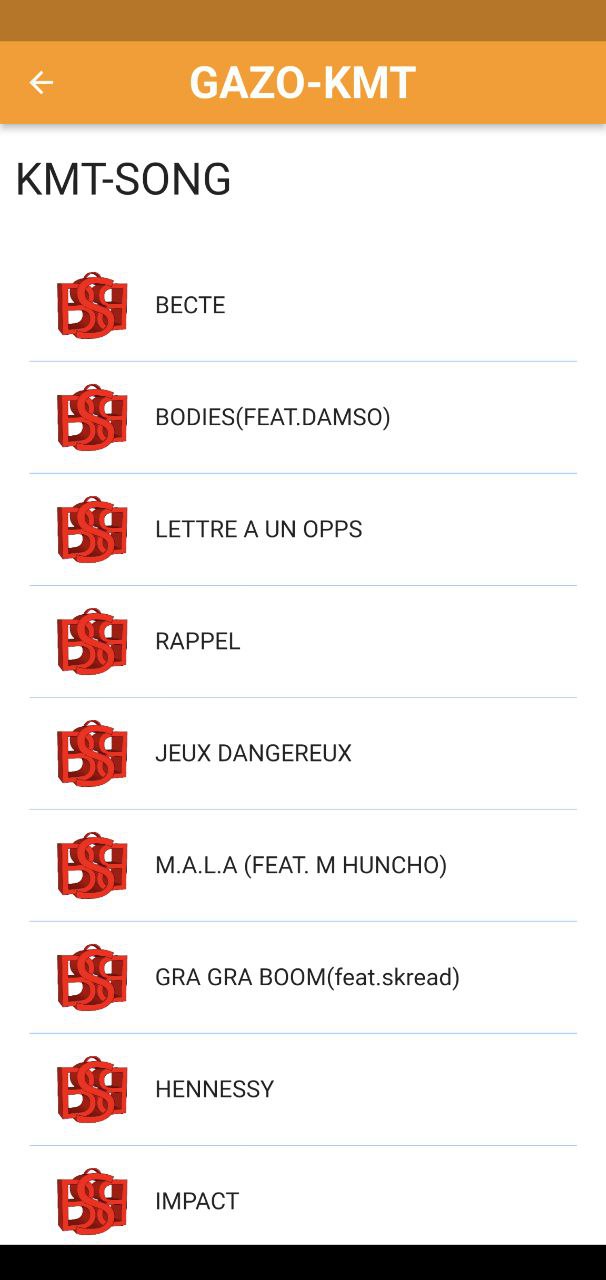 GAZO-KMT
KMT-SONG
BECTE
BODIES(FEAT.DAMSO)
LETTRE A UN OPPS
RAPPEL
JEUX DANGEREUX
M.A.L.A (FEAT. M HUNCHO)
GRA GRA BOOM(feat.skread)
HENNESSY
IMPACT